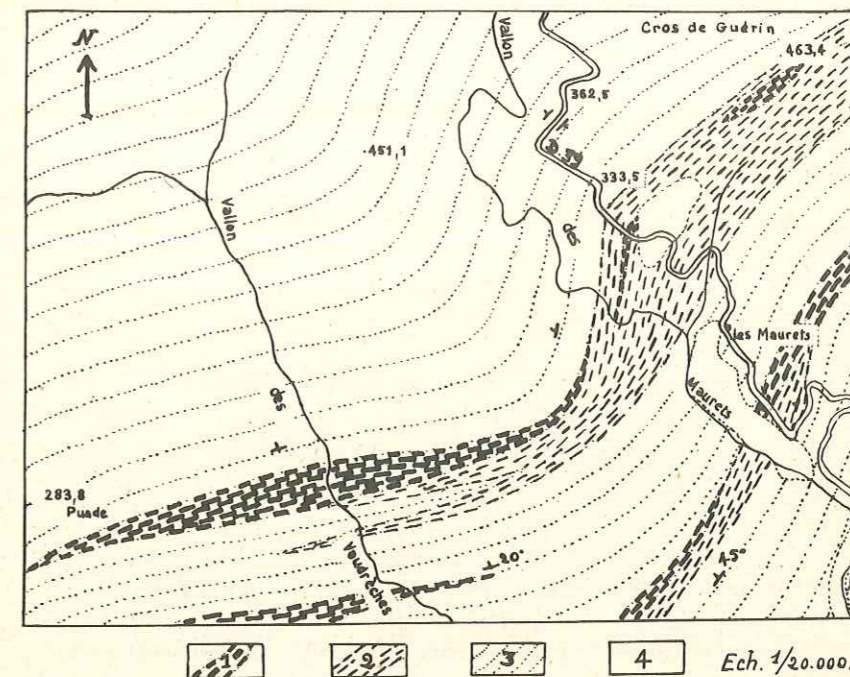 Cros de Guérin
N
Vallon
463,4
362,5
451,1
D.39
333,5
Vallon
des
les Maurets
Maurets
des
283,8
Puade
20°
45°
Vaudrèches
1
2
3
4
Ech. 1/20.000.